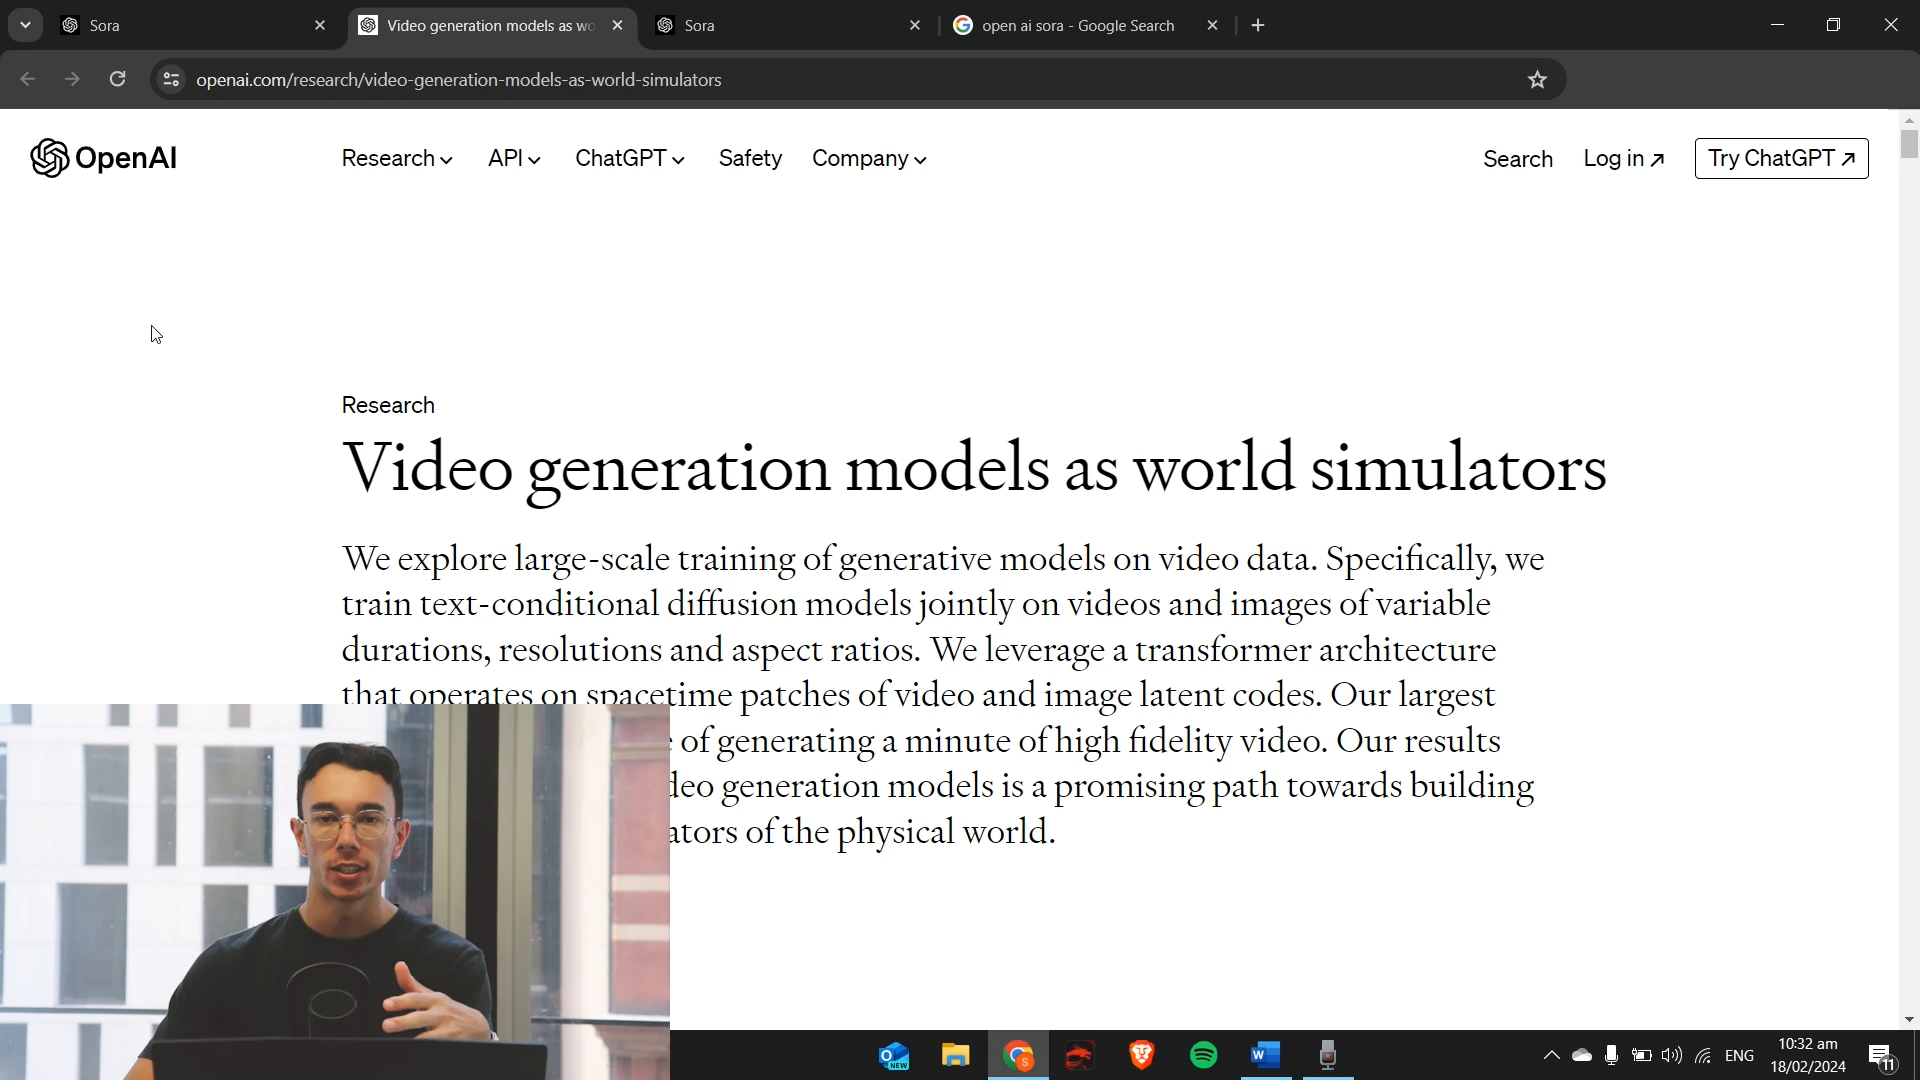 Sora
Video generation models as wo
Sora
open ai sora - Google Search
openai.com/research/video-generation-models-as-world-simulators
OpenAI
Research
API
ChatGPT
Safety
Company
Search
Log in
Try ChatGPT
Research
Video generation models as world simulators
We explore large-scale training of generative models on video data. Specifically, we
train text-conditional diffusion models jointly on videos and images of variable
durations, resolutions and aspect ratios. We leverage a transformer architecture
that operates on spacetime patches of video and image latent codes. Our largest
of generating a minute of high fidelity video. Our results
deo generation models is a promising path towards building
ators of the physical world.
NEW
ENG
10:32 am
18/02/2024
11